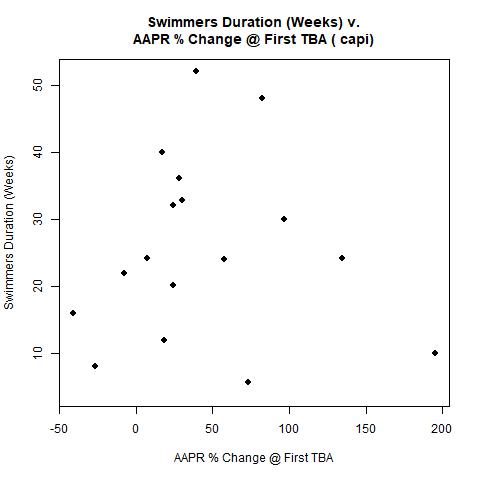 Swimmers Duration (Weeks) v.
AAPR % Change @ First TBA ( capi)
Swimmers Duration (Weeks)
50
40
30
20
10
-50 0 50 100 150 200
AAPR % Change @ First TBA